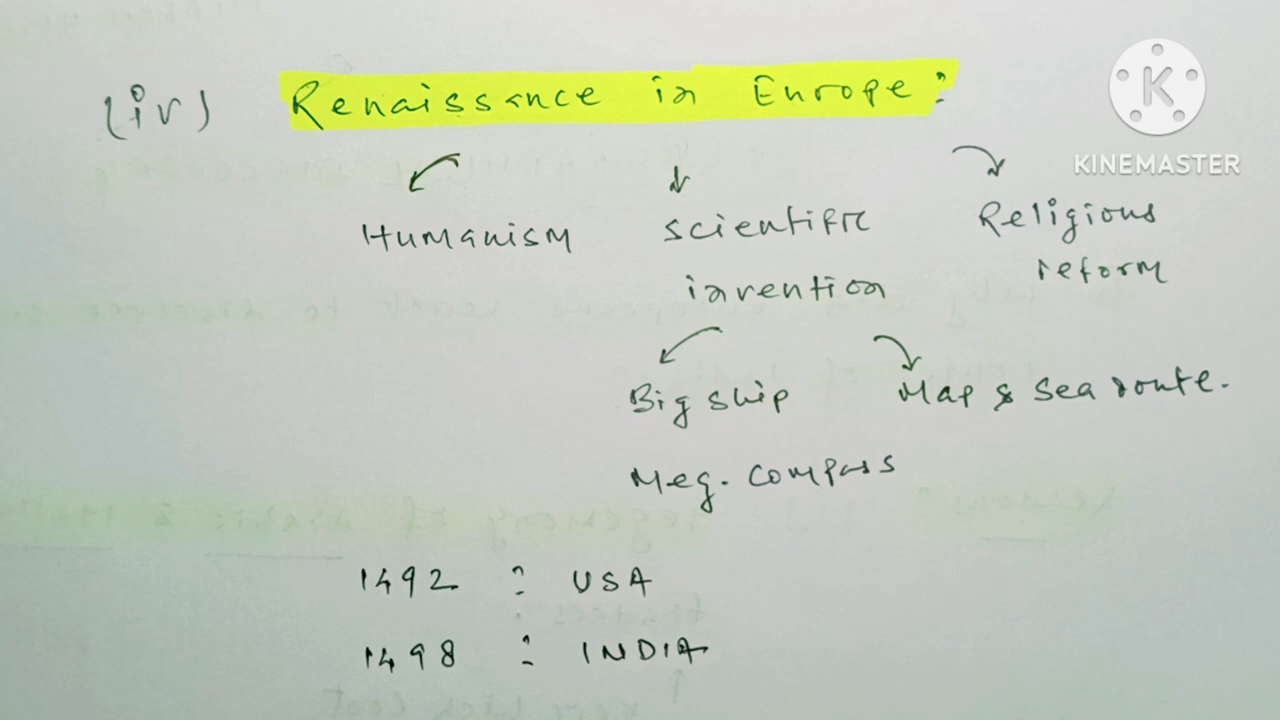 (iv) Renaissance in Europe:
KINEMASTER
Humanism scientific Religious
invention reform
Big ship Map & Sea route.
Meg. compass
1492 : USA
1498 : INDIA